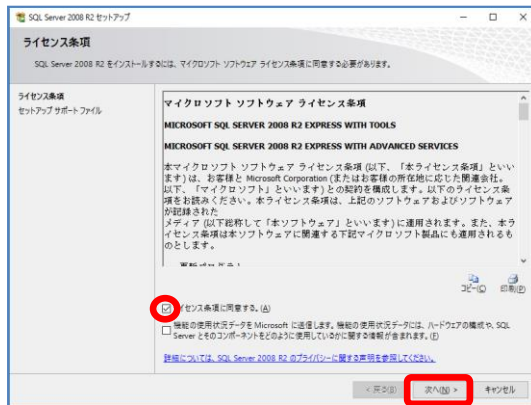 SQL Server 2008 R2 セットアップ
ライセンス条項
SQL Server 2008 R2 をインストールするには、マイクロソフト ソフトウェア ライセンス条項に同意する必要があります。
ライセンス条項
セットアップ サポート ファイル
マイクロソフト ソフトウェア ライセンス条項
MICROSOFT SQL SERVER 2008 R2 EXPRESS WITH TOOLS
MICROSOFT SQL SERVER 2008 R2 EXPRESS WITH ADVANCED SERVICES
本マイクロソフト ソフトウェア ライセンス条項 (以下、「本ライセンス条項」といい
ます) は、お客様と Microsoft Corporation (またはお客様の所在地に応じた関連会社。
以下、「マイクロソフト」といいます) との契約を構成します。以下のライセンス条
項をお読みください。本ライセンス条項は、上記のソフトウェアおよびソフトウェア
が記録された
メディア (以下総称して「本ソフトウェア」といいます) に適用されます。また、本ラ
イセンス条項は本ソフトウェアに関連する下記マイクロソフト製品にも適用されるも
のとします。
コピー(C) 印刷(P)
イセンス条項に同意する。(A)
機能の使用状況データを Microsoft に送信します。機能の使用状況データには、ハードウェアの構成や、SQL
Server とそのコンポーネントをどのように使用しているかに関する情報が含まれます。(F)
詳細については、SQL Server 2008 R2 のプライバシーに関する声明を参照してください。
< 戻る(B) 次へ(N) > キャンセル